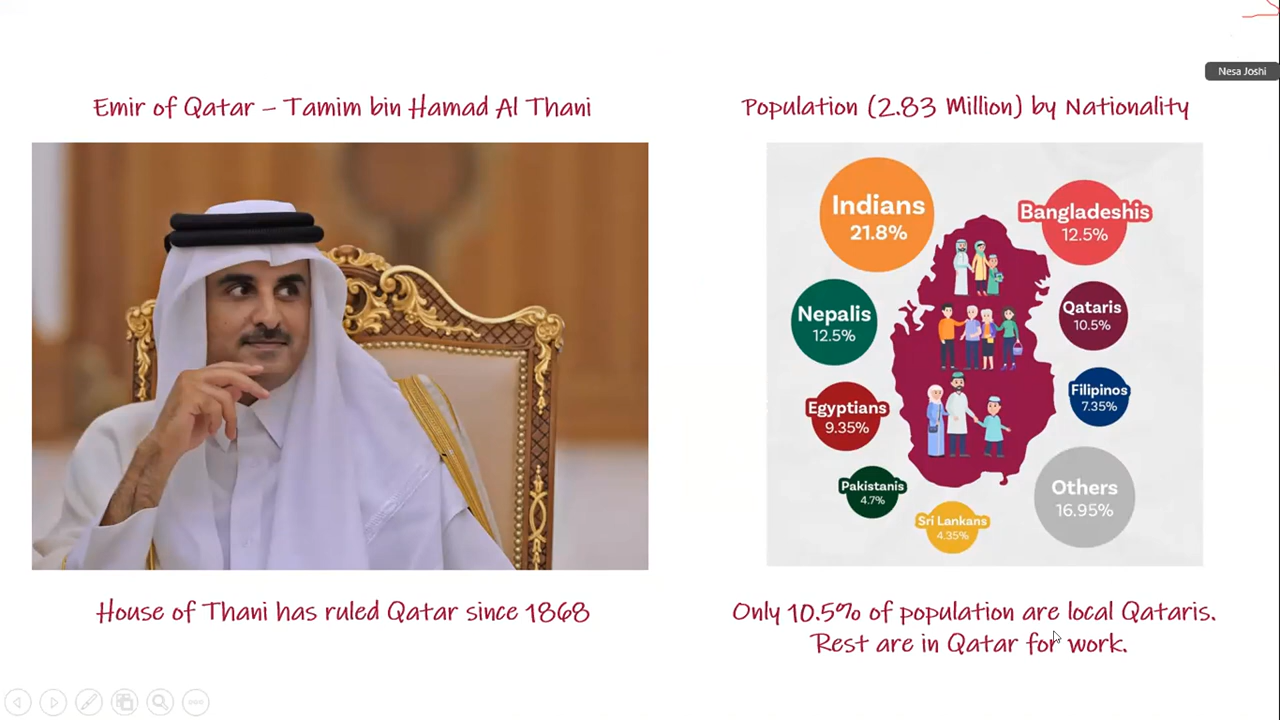 Nesa Joshi
Emir of Qatar – Tamim bin Hamad Al Thani
House of Thani has ruled Qatar since 1868
Population (2.83 Million) by Nationality
Indians
21.8%
Bangladeshis
12.5%
Nepalis
12.5%
Qataris
10.5%
Egyptians
9.35%
Filipinos
7.35%
Pakistanis
4.7%
Sri Lankans
4.35%
Others
16.95%
Only 10.5% of population are local Qataris.
Rest are in Qatar for work.